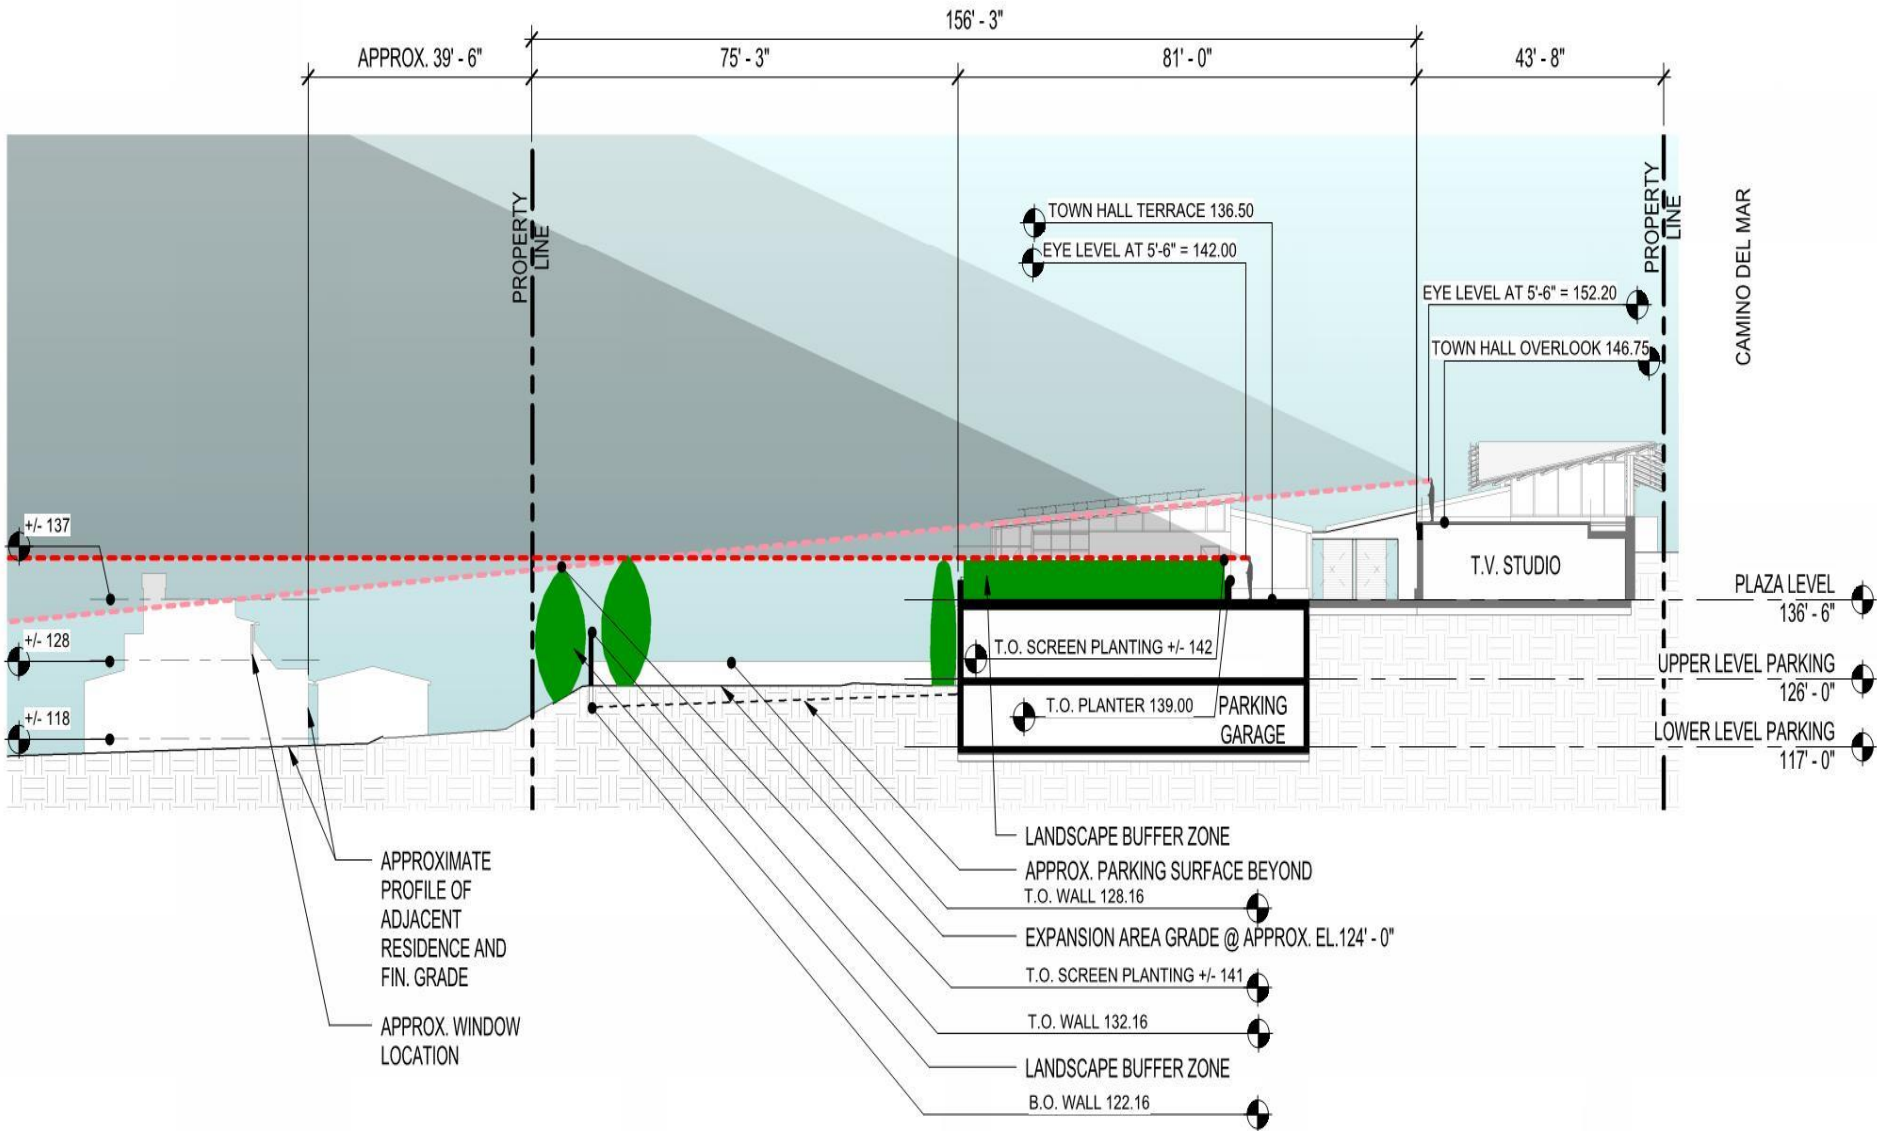 156' - 3"
APPROX. 39' - 6"
75' - 3"
81' - 0"
43' - 8"
PROPERTY
LINE
TOWN HALL TERRACE 136.50
EYE LEVEL AT 5'-6" = 142.00
EYE LEVEL AT 5'-6" = 152.20
TOWN HALL OVERLOOK 146.75
PROPERTY
LINE
CAMINO DEL MAR
+/- 137
+/- 128
+/- 118
T.V. STUDIO
T.O. SCREEN PLANTING +/- 142
T.O. PLANTER 139.00
PARKING
GARAGE
PLAZA LEVEL
136' - 6"
UPPER LEVEL PARKING
126' - 0"
LOWER LEVEL PARKING
117' - 0"
APPROXIMATE
PROFILE OF
ADJACENT
RESIDENCE AND
FIN. GRADE
APPROX. WINDOW
LOCATION
LANDSCAPE BUFFER ZONE
APPROX. PARKING SURFACE BEYOND
T.O. WALL 128.16
EXPANSION AREA GRADE @ APPROX. EL.124' - 0"
T.O. SCREEN PLANTING +/- 141
T.O. WALL 132.16
LANDSCAPE BUFFER ZONE
B.O. WALL 122.16